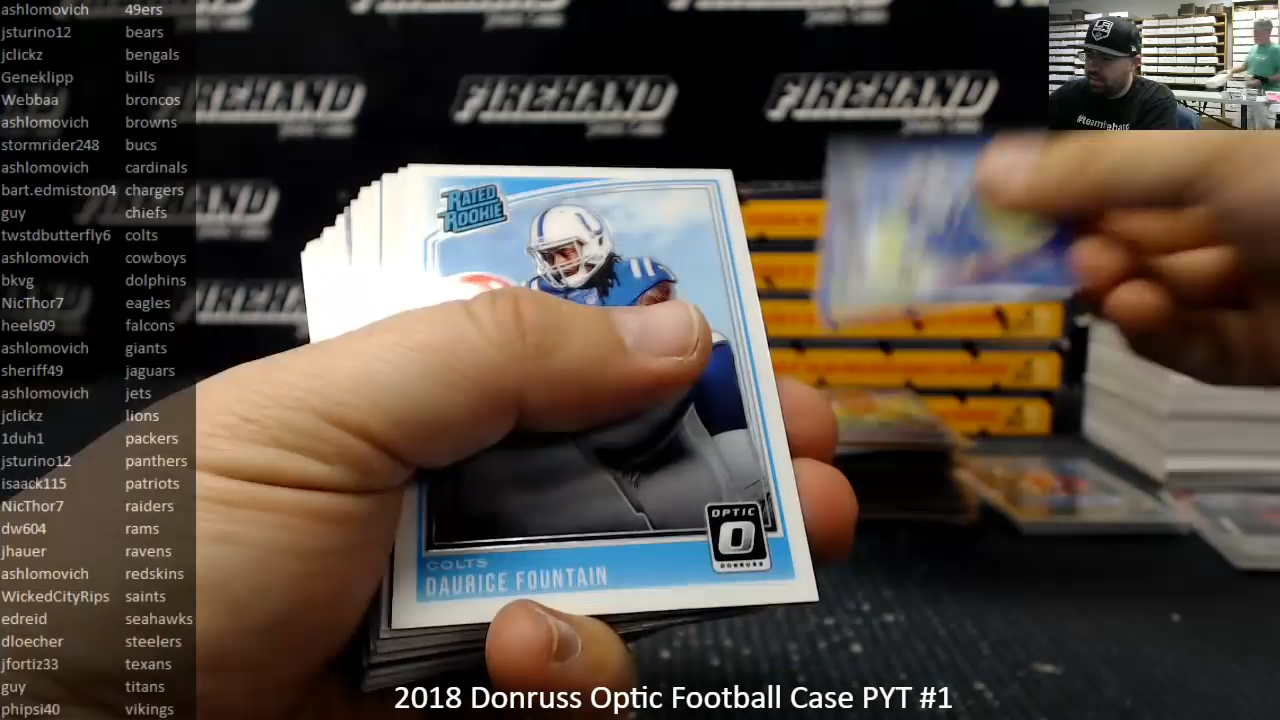 ashlomovich 49ers
jsturino12 bears
jclickz bengals
Geneklipp bills
Webbaa broncos
ashlomovich browns
stormrider248 bucs
ashlomovich cardinals
bart.edmiston04 chargers
guy chiefs
twstdbutterfly6 colts
ashlomovich cowboys
bkvg dolphins
NicThor7 eagles
heels09 falcons
ashlomovich giants
sheriff49 jaguars
ashlomovich jets
jclickz lions
1duh1 packers
jsturino12 panthers
isaack115 patriots
NicThor7 raiders
dw604 rams
jhauer ravens
ashlomovich redskins
WickedCityRips saints
edreid seahawks
dloecher steelers
jfortiz33 texans
guy titans
phipsi40 vikings
FIREHAND
FIREHAND
FIREHAND
RATED
ROOKIE
OPTIC
O
DONRUSS
COLTS
DAURICE FOUNTAIN
2018 Donruss Optic Football Case PYT #1